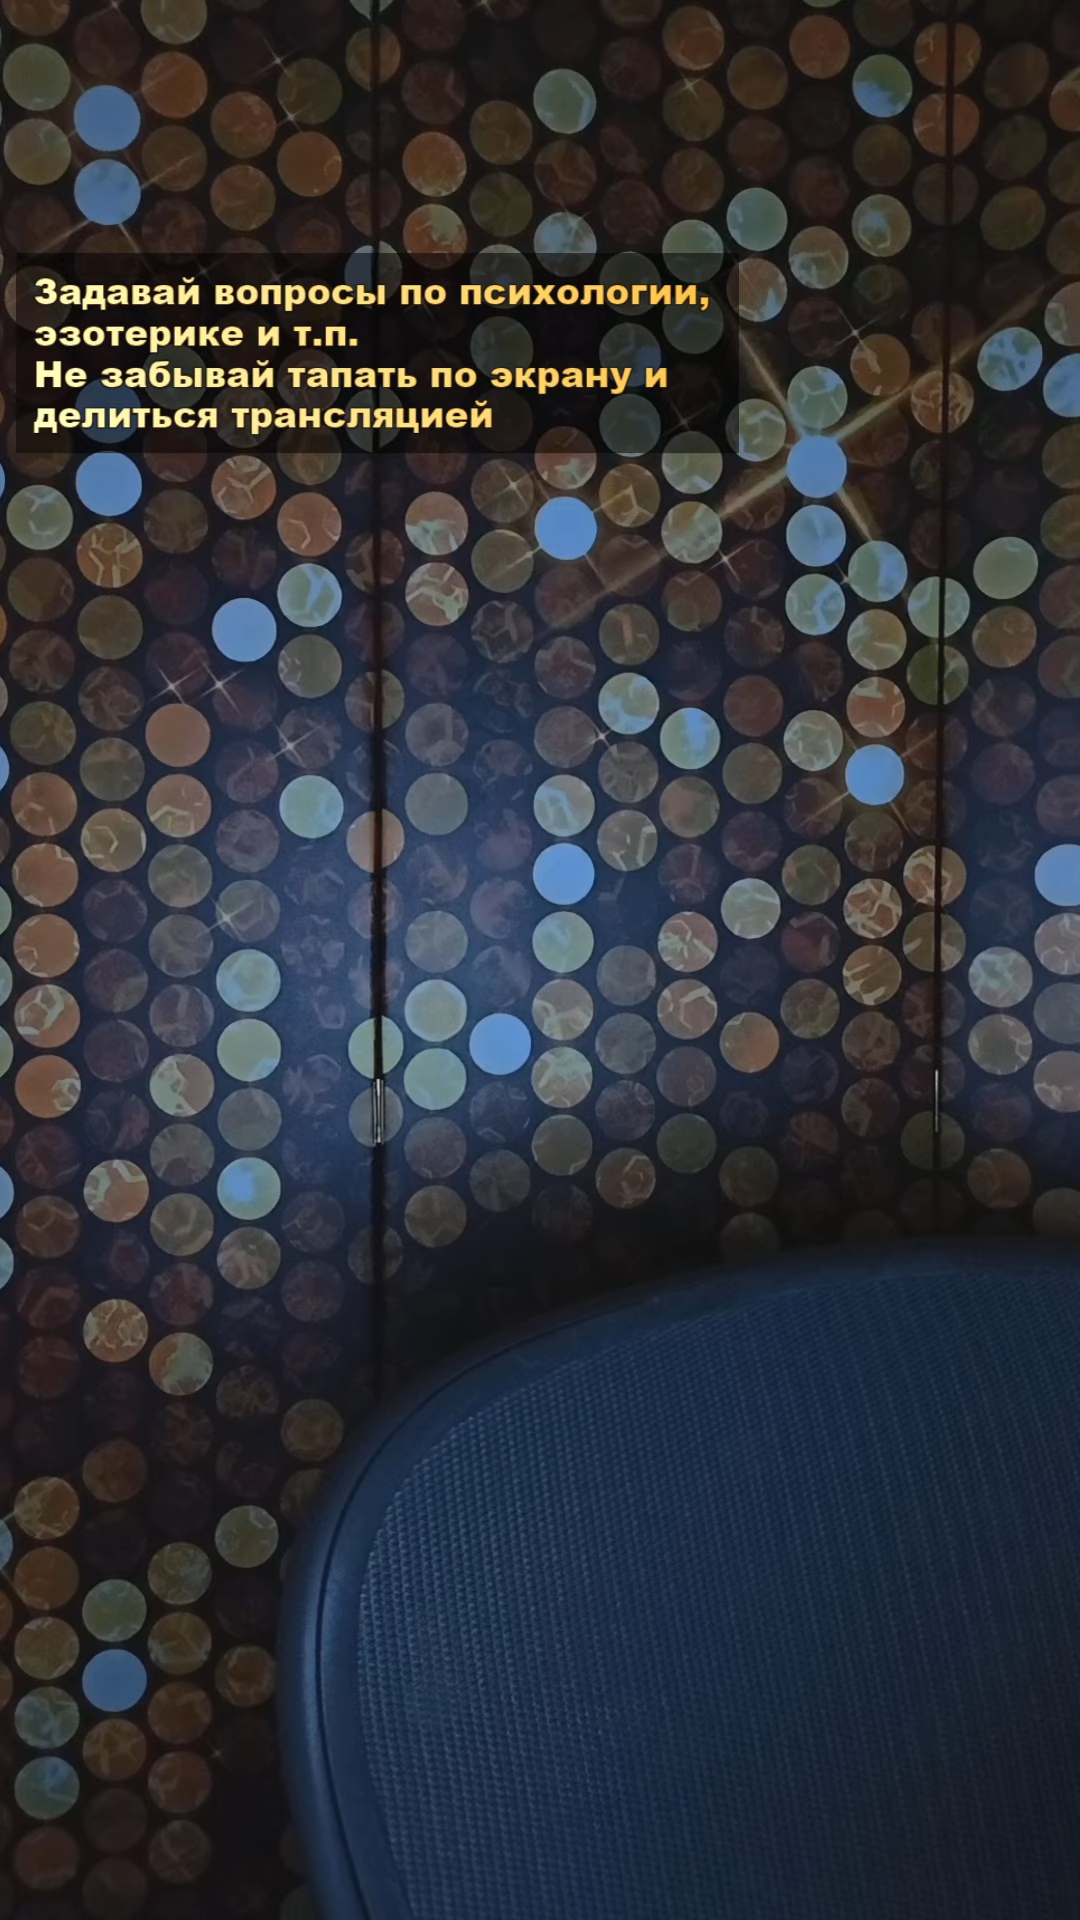 Задавай вопросы по психологии,
эзотерике и т.п.
Не забывай тапать по экрану и
делиться трансляцией